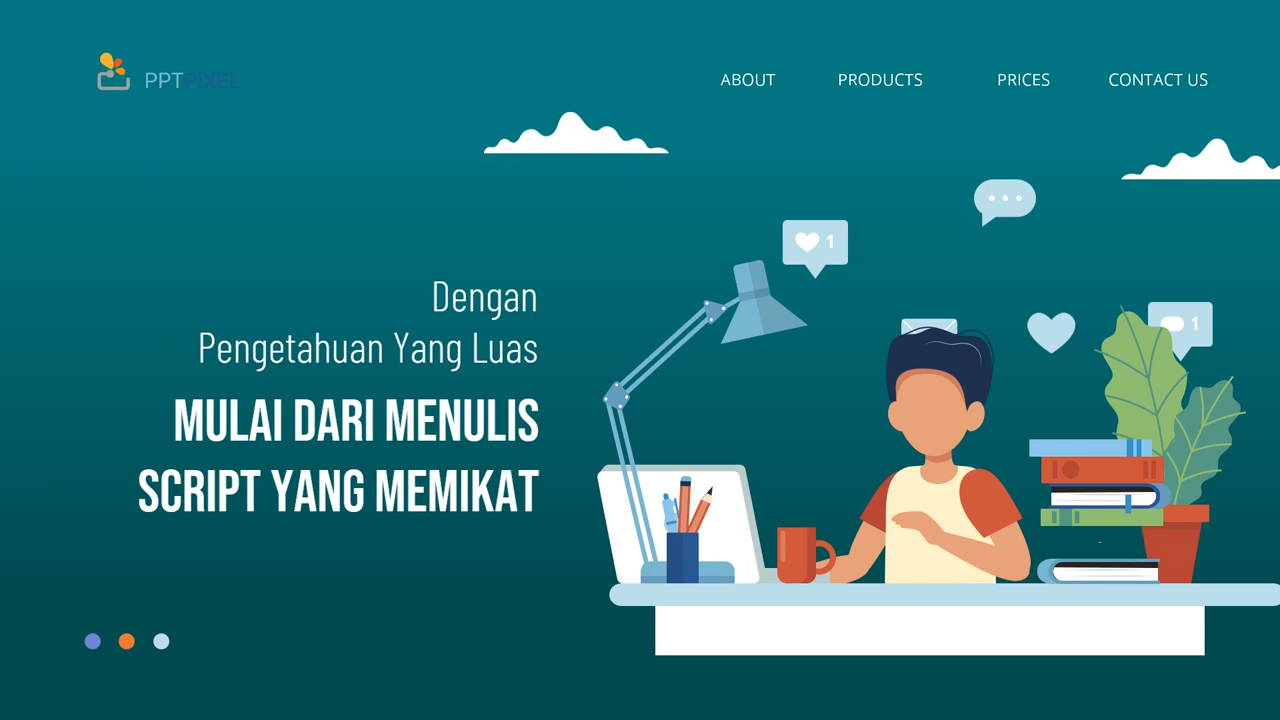 PPTPIXEL
ABOUT PRODUCTS PRICES CONTACT US
1
1
Dengan
Pengetahuan Yang Luas
MULAI DARI MENULIS
SCRIPT YANG MEMIKAT